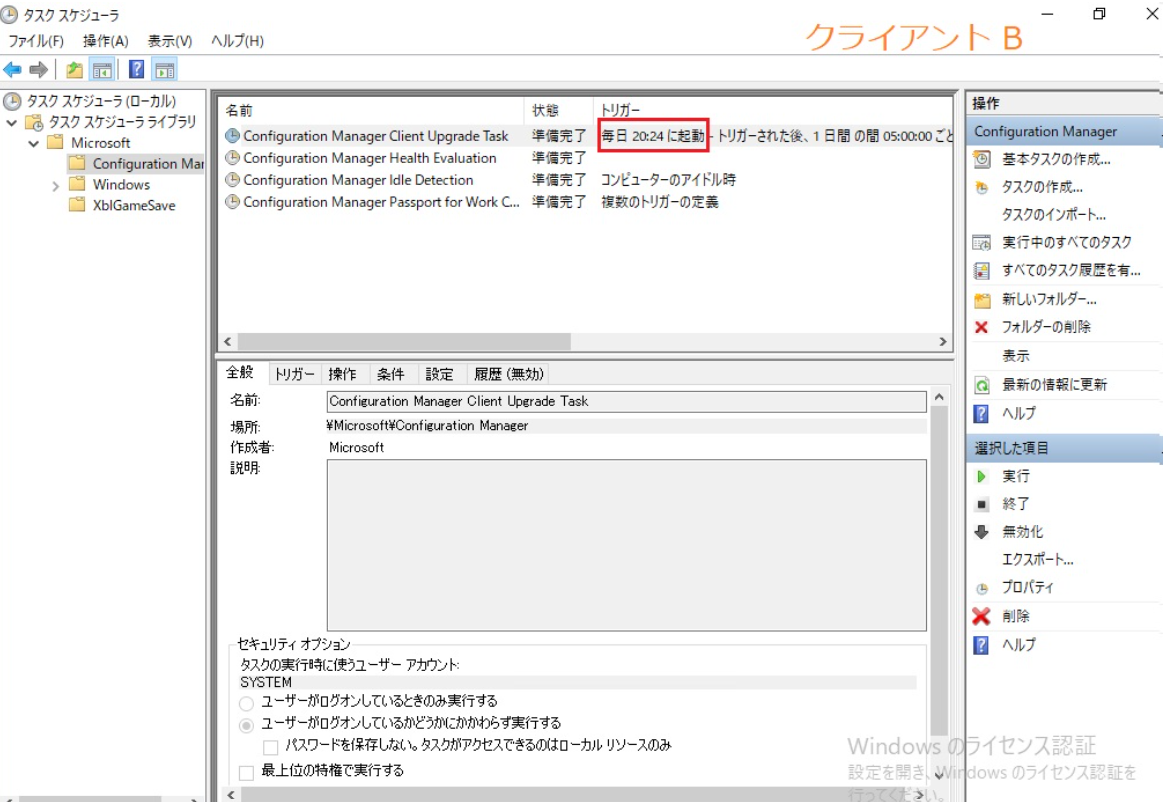 タスク スケジューラ
クライアント B
ファイル(F) 操作(A) 表示(V) ヘルプ(H)
タスク スケジューラ (ローカル)
タスク スケジューラ ライブラリ
Microsoft
Configuration Mar
Windows
XblGameSave
名前 状態 トリガー
Configuration Manager Client Upgrade Task 準備完了 毎日 20:24 に起動 - トリガーされた後、1 日間 の間 05:00:00 ごと
Configuration Manager Health Evaluation 準備完了
Configuration Manager Idle Detection 準備完了 コンピューターのアイドル時
Configuration Manager Passport for Work C... 準備完了 複数のトリガーの定義
全般 トリガー 操作 条件 設定 履歴 (無効)
名前: Configuration Manager Client Upgrade Task
場所: ¥Microsoft¥Configuration Manager
作成者: Microsoft
説明:
セキュリティ オプション
タスクの実行時に使うユーザー アカウント:
SYSTEM
ユーザーがログオンしているときのみ実行する
ユーザーがログオンしているかどうかにかかわらず実行する
パスワードを保存しない。タスクがアクセスできるのはローカル リソースのみ
最上位の特権で実行する
操作
Configuration Manager
基本タスクの作成...
タスクの作成...
タスクのインポート...
実行中のすべてのタスク
すべてのタスク履歴を有...
新しいフォルダー...
フォルダーの削除
表示
最新の情報に更新
ヘルプ
選択した項目
実行
終了
無効化
エクスポート...
プロパティ
削除
ヘルプ
Windows のライセンス認証
設定を開き、Windows のライセンス認証を
行ってください。